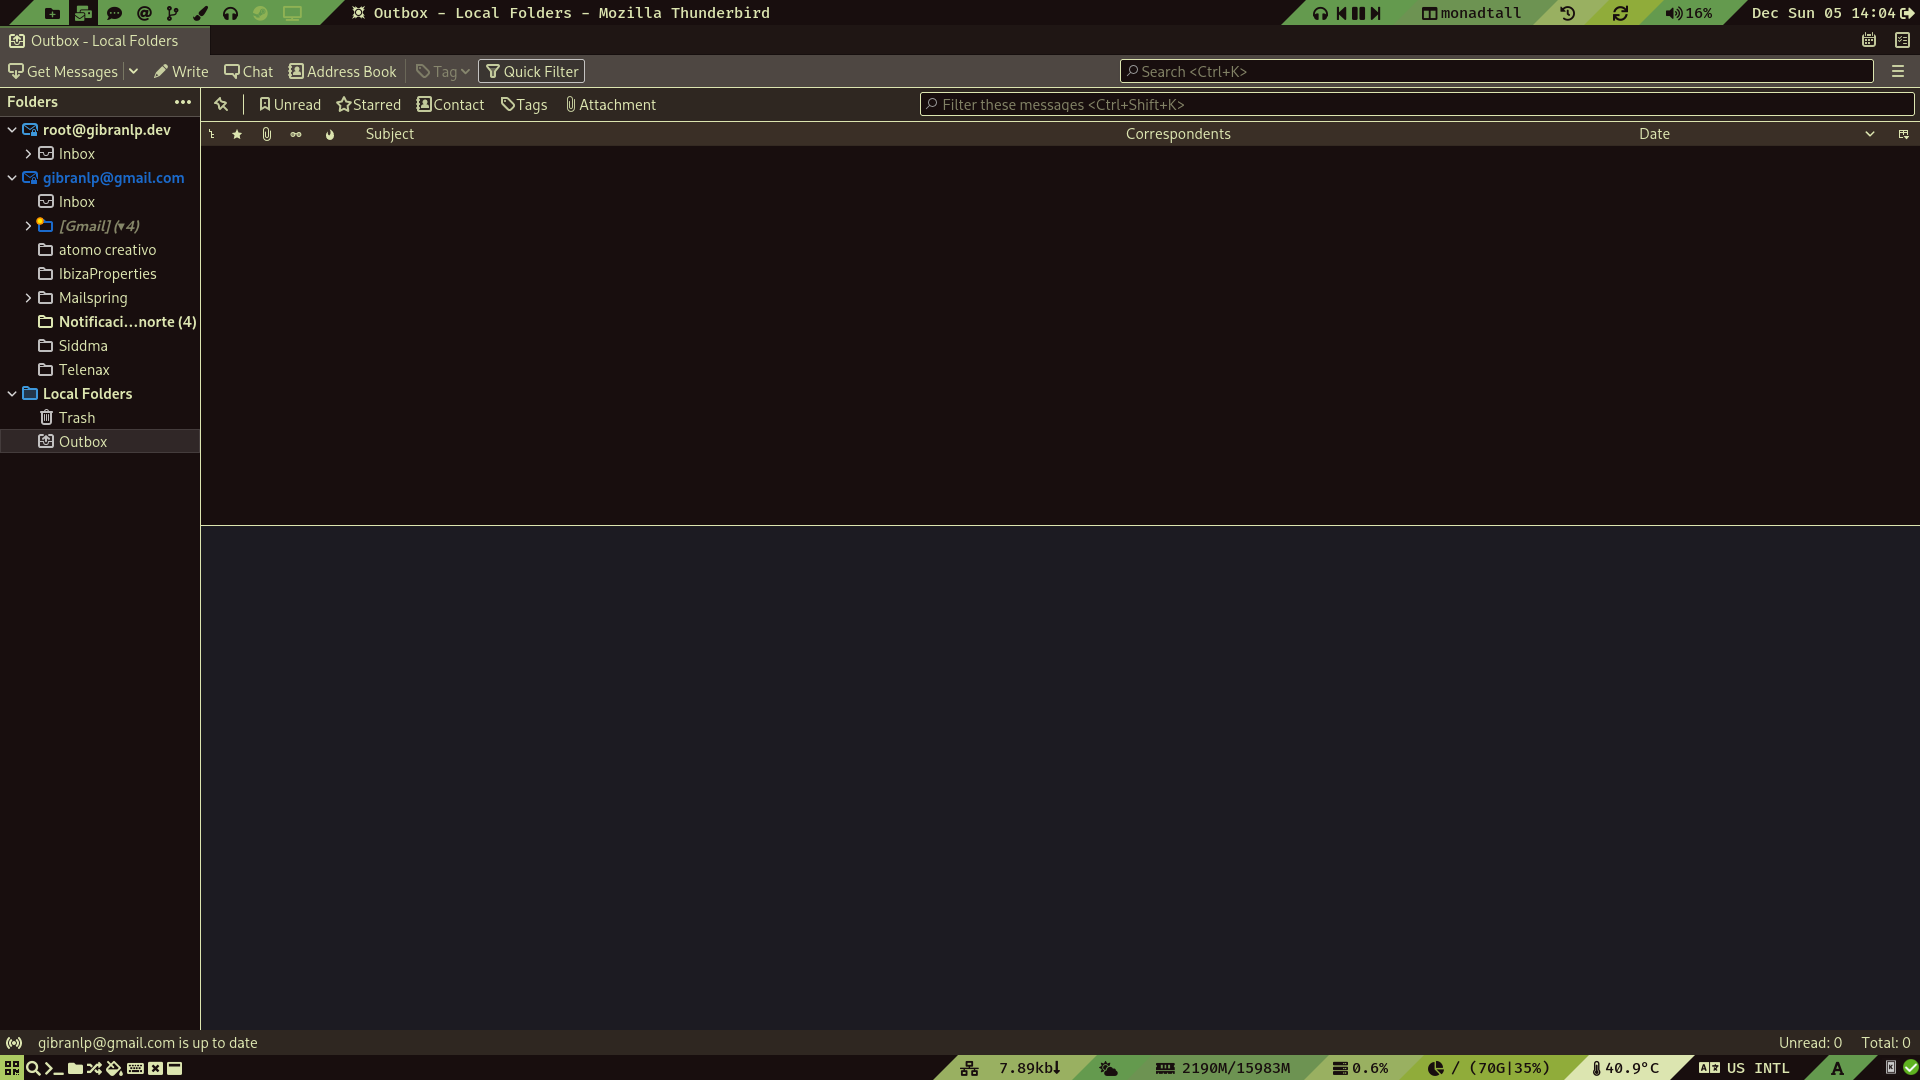 Outbox - Local Folders - Mozilla Thunderbird
monadtall
16%
Dec Sun 05 14:04
Outbox - Local Folders
Get Messages
Write
Chat
Address Book
Tag
Quick Filter
Search <Ctrl+K>
Folders
Unread
Starred
Contact
Tags
Attachment
Filter these messages <Ctrl+Shift+K>
Subject
Correspondents
Date
root@gibranlp.dev
Inbox
gibranlp@gmail.com
Inbox
[Gmail] (▾4)
atomo creativo
IbizaProperties
Mailspring
Notificaci...norte (4)
Siddma
Telenax
Local Folders
Trash
Outbox
gibranlp@gmail.com is up to date
Unread: 0
Total: 0
7.89kb↓
2190M/15983M
0.6%
/ (70G|35%)
40.9°C
US INTL
A